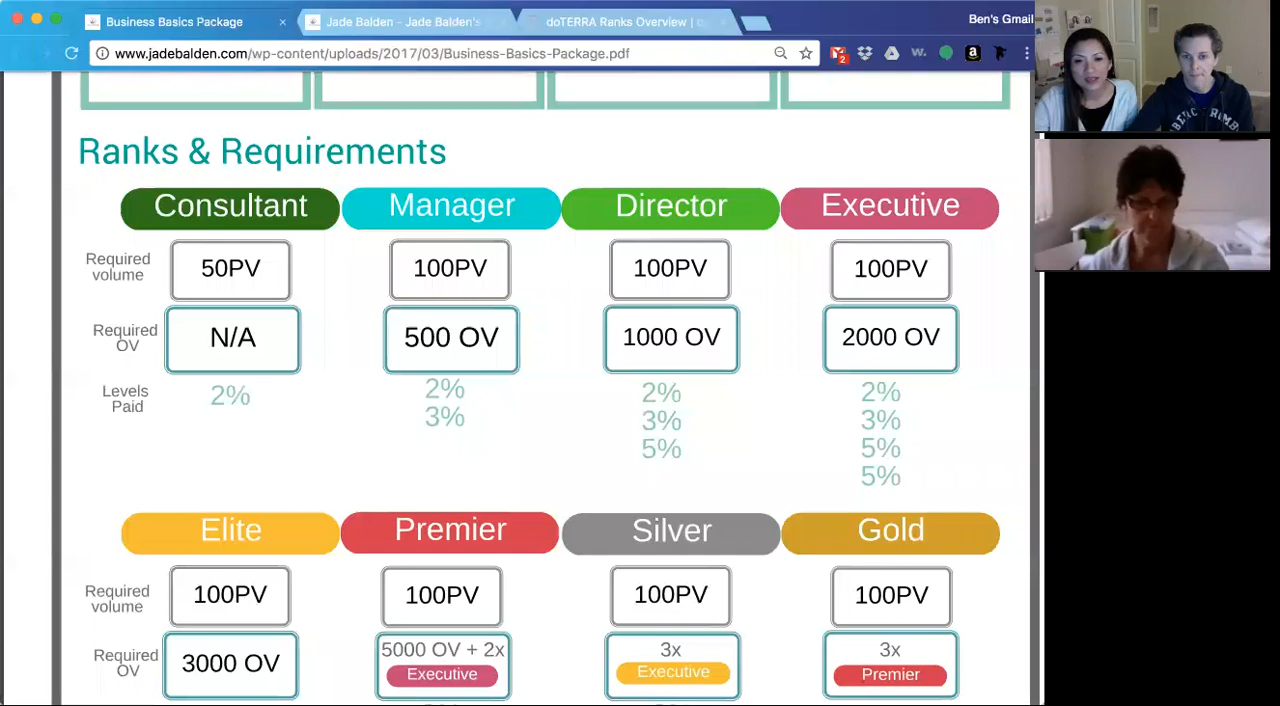 Business Basics Package
Jade Balden - Jade Balden's
doTERRA Ranks Overview |
Ben's Gmail
www.jadebalden.com/wp-content/uploads/2017/03/Business-Basics-Package.pdf
2
w.
a
Ranks & Requirements
Consultant Manager Director Executive
Required volume 50PV 100PV 100PV 100PV
Required OV N/A 500 OV 1000 OV 2000 OV
Levels Paid 2% 2% 2% 2%
3% 3% 3%
5% 5%
5%
Elite Premier Silver Gold
Required volume 100PV 100PV 100PV 100PV
Required OV 3000 OV 5000 OV + 2x 3x 3x
Executive Executive Premier